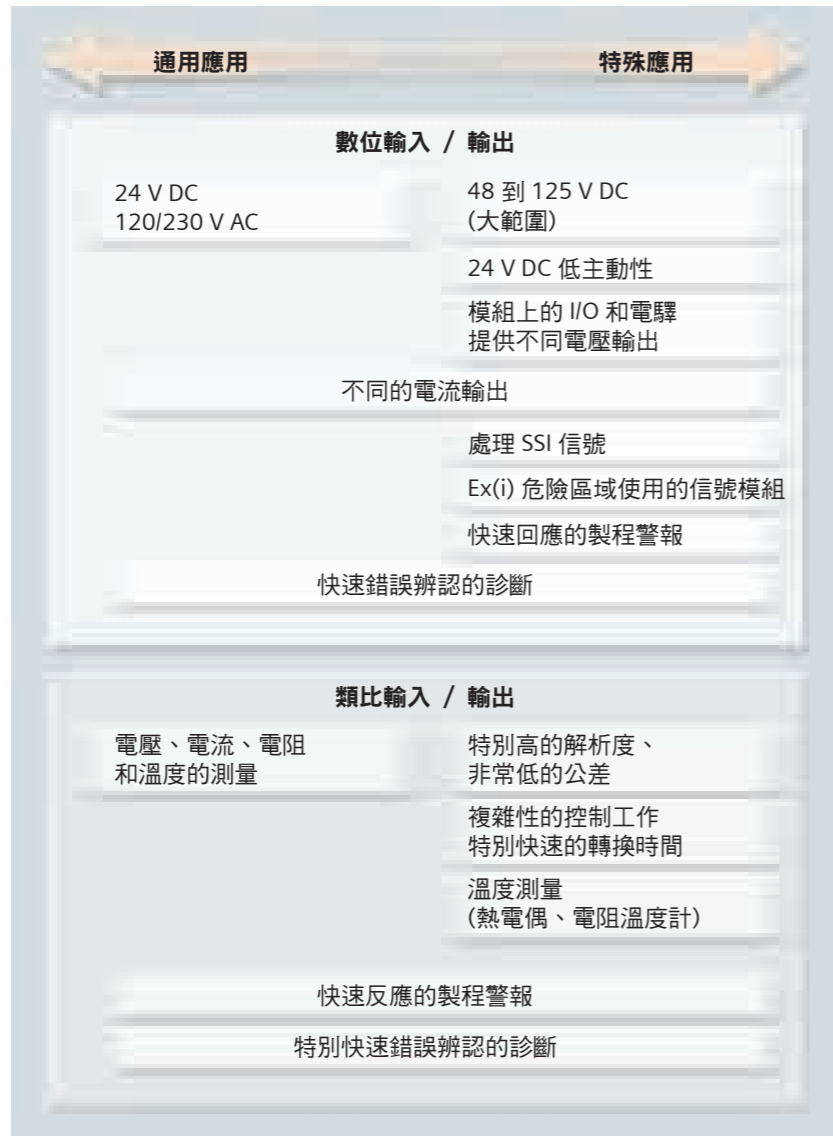 通用應用
特殊應用
數位輸入 / 輸出
24 V DC
120/230 V AC
48 到 125 V DC
(大範圍)
24 V DC 低主動性
模組上的 I/O 和電驛
提供不同電壓輸出
不同的電流輸出
處理 SSI 信號
Ex(i) 危險區域使用的信號模組
快速回應的製程警報
快速錯誤辨認的診斷
類比輸入 / 輸出
電壓、電流、電阻
和溫度的測量
特別高的解析度、
非常低的公差
複雜性的控制工作
特別快速的轉換時間
溫度測量
(熱電偶、電阻溫度計)
快速反應的製程警報
特別快速錯誤辨認的診斷